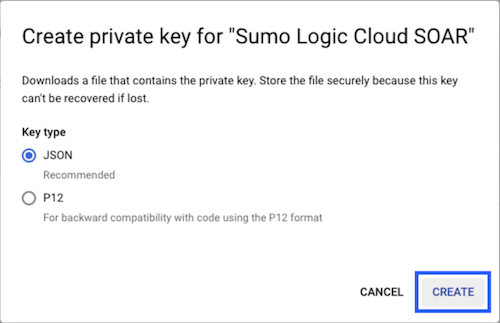 Create private key for "Sumo Logic Cloud SOAR"
Downloads a file that contains the private key. Store the file securely because this key
can't be recovered if lost.
Key type
JSON
Recommended
P12
For backward compatibility with code using the P12 format
CANCEL
CREATE